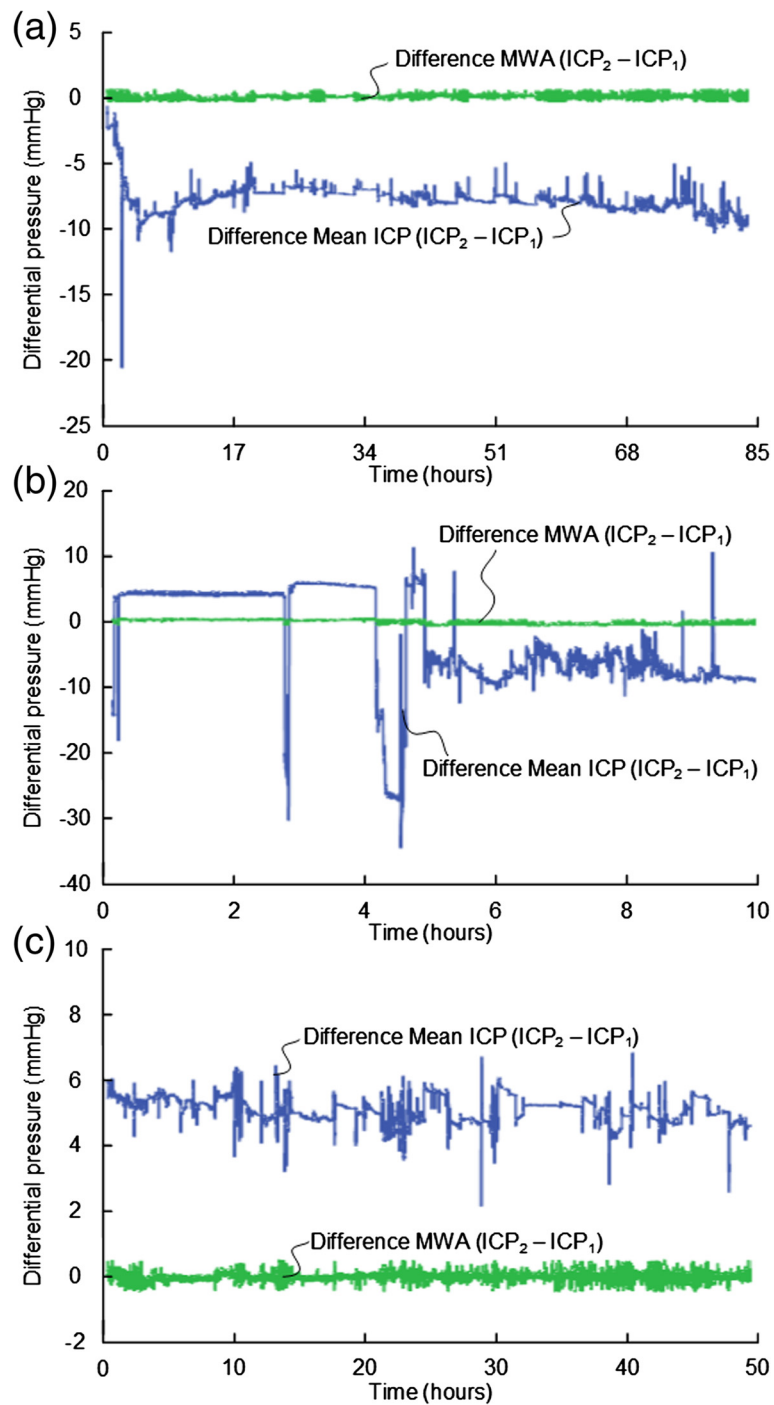 (a)
Differential pressure (mmHg)
5
0
-5
-10
-15
-20
-25
Difference MWA (ICP₂ – ICP₁)
Difference Mean ICP (ICP₂ – ICP₁)
0 17 34 51 68 85
Time (hours)
(b)
Differential pressure (mmHg)
20
10
0
-10
-20
-30
-40
Difference MWA (ICP₂ – ICP₁)
Difference Mean ICP (ICP₂ – ICP₁)
0 2 4 6 8 10
Time (hours)
(c)
Differential pressure (mmHg)
10
8
6
4
2
0
-2
Difference Mean ICP (ICP₂ – ICP₁)
Difference MWA (ICP₂ – ICP₁)
0 10 20 30 40 50
Time (hours)